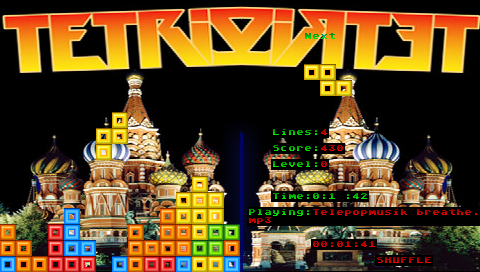 Next
Lines:4
Score:430
Level:0
Time:0:1 :42
Playing:Telepopmusik breathe.
mp3
00:01:41
SHUFFLE